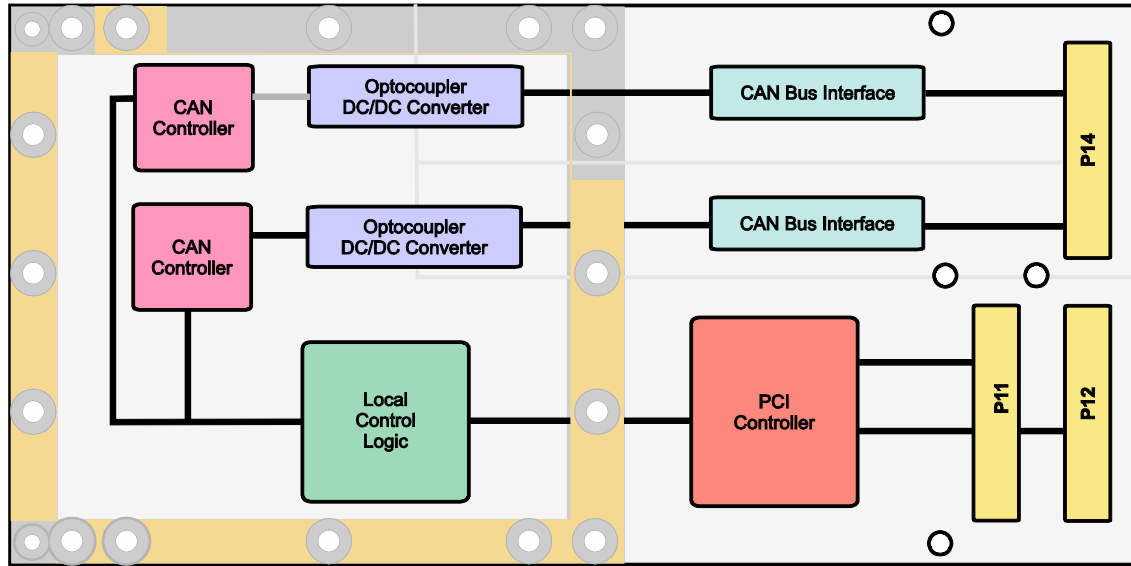 CAN
Controller
Optocoupler
DC/DC Converter
CAN Bus Interface
P14
CAN
Controller
Optocoupler
DC/DC Converter
CAN Bus Interface
Local
Control
Logic
PCI
Controller
P11
P12